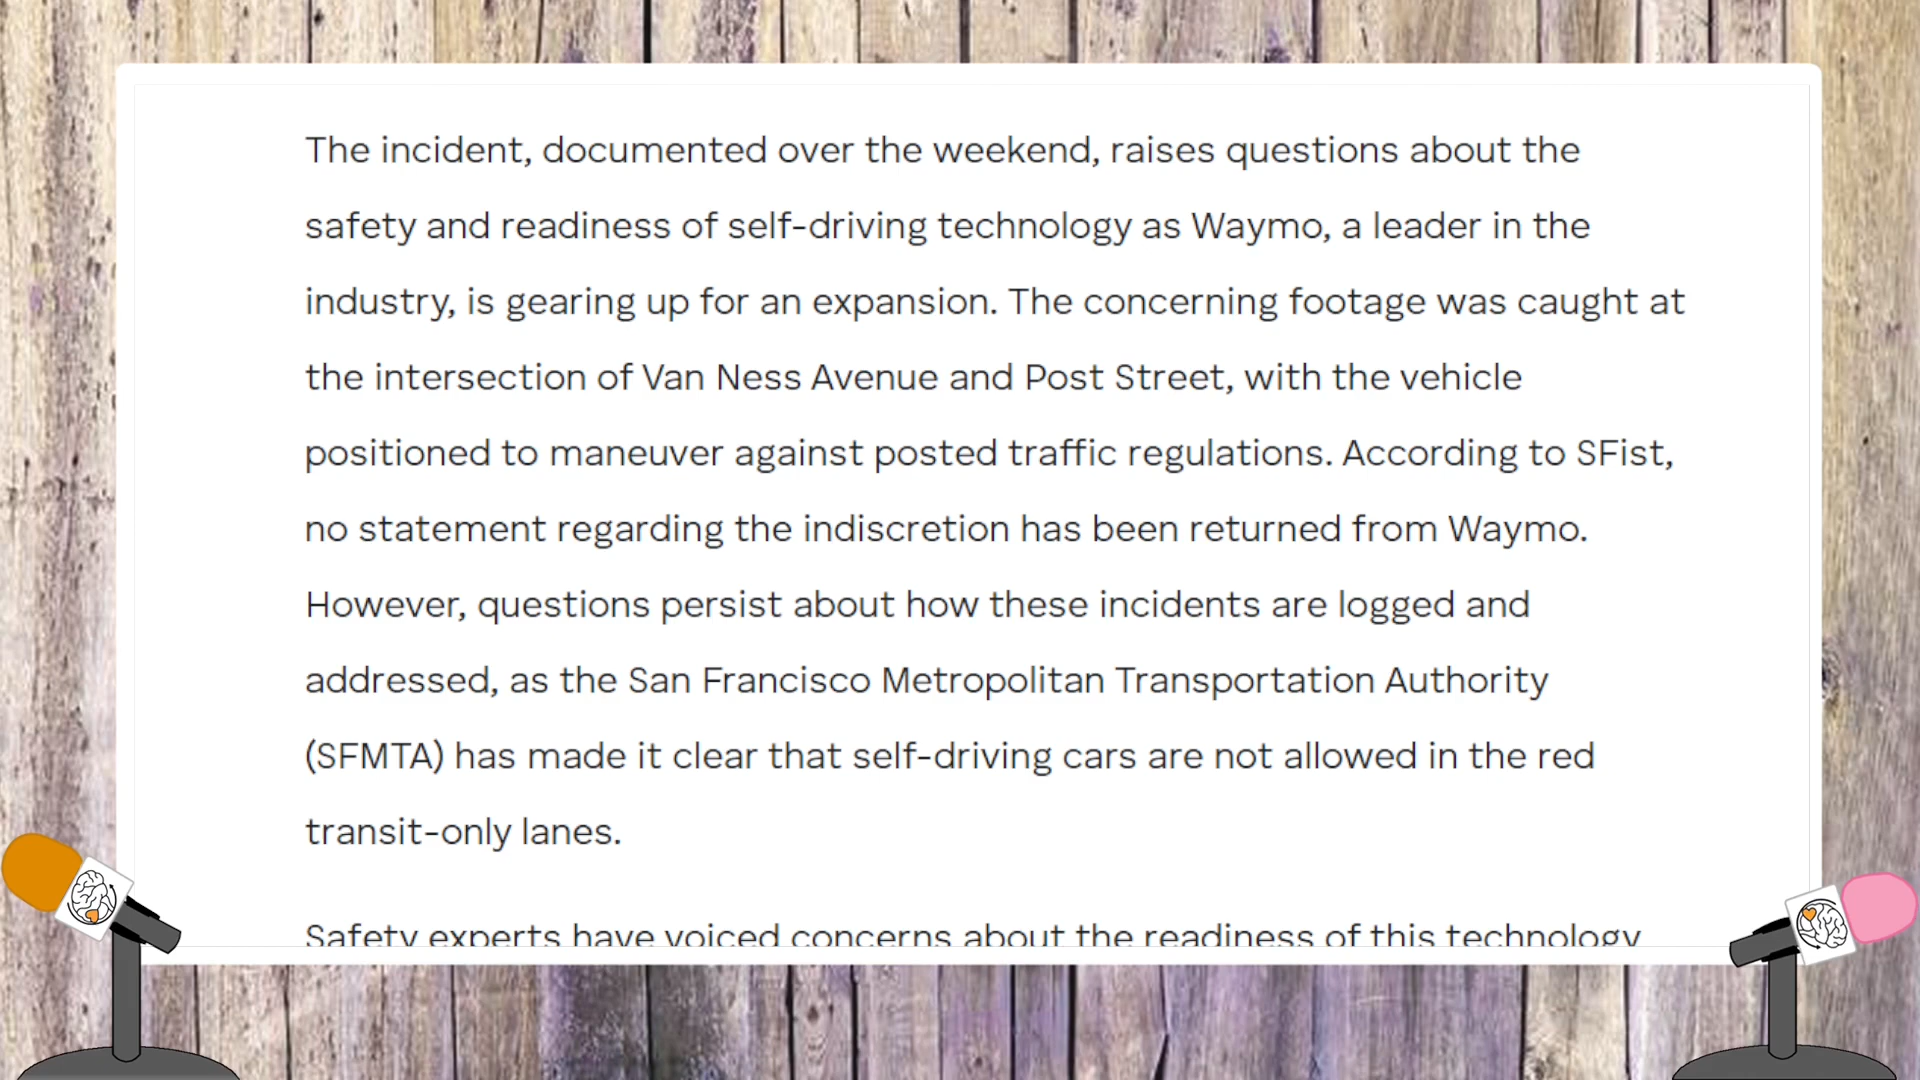 The incident, documented over the weekend, raises questions about the
safety and readiness of self-driving technology as Waymo, a leader in the
industry, is gearing up for an expansion. The concerning footage was caught at
the intersection of Van Ness Avenue and Post Street, with the vehicle
positioned to maneuver against posted traffic regulations. According to SFist,
no statement regarding the indiscretion has been returned from Waymo.
However, questions persist about how these incidents are logged and
addressed, as the San Francisco Metropolitan Transportation Authority
(SFMTA) has made it clear that self-driving cars are not allowed in the red
transit-only lanes.
Safety experts have voiced concerns about the readiness of this technology